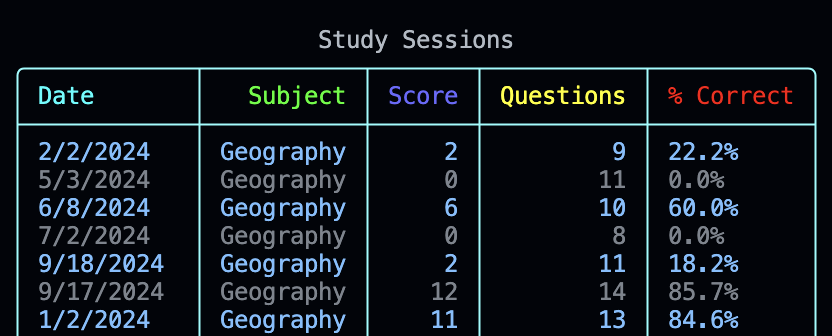 Study Sessions
Date Subject Score Questions % Correct
2/2/2024 Geography 2 9 22.2%
5/3/2024 Geography 0 11 0.0%
6/8/2024 Geography 6 10 60.0%
7/2/2024 Geography 0 8 0.0%
9/18/2024 Geography 2 11 18.2%
9/17/2024 Geography 12 14 85.7%
1/2/2024 Geography 11 13 84.6%